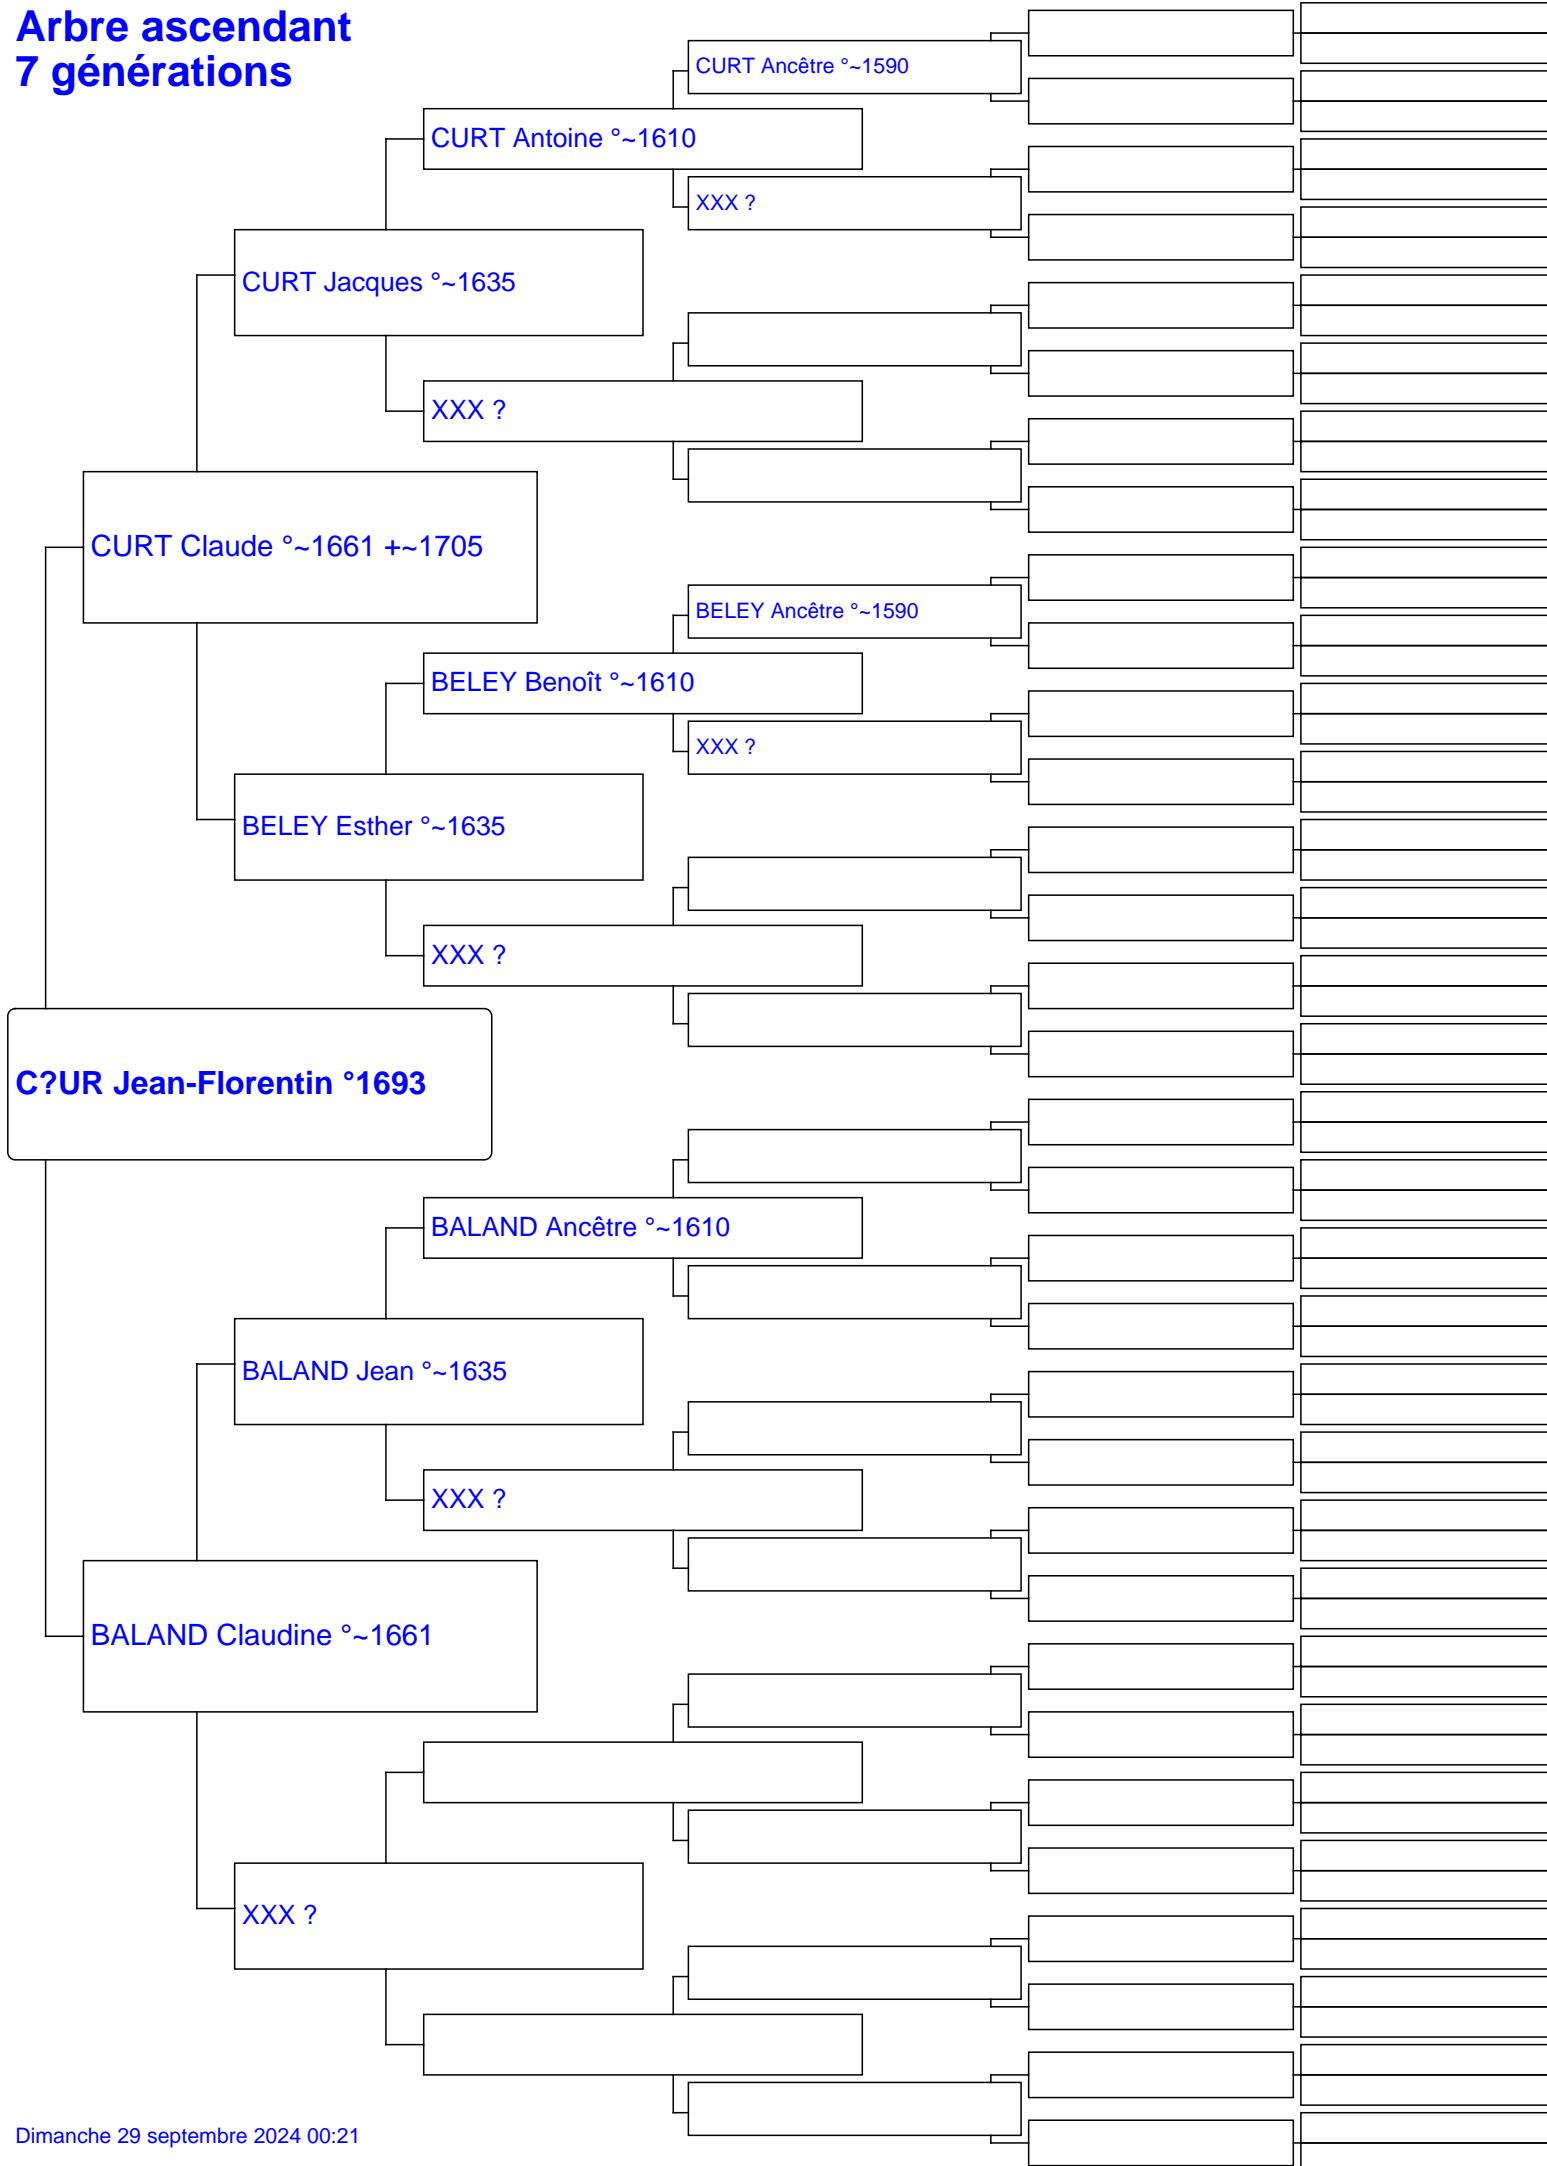 Arbre ascendant
7 générations
CURT Ancêtre °~1590
CURT Antoine °~1610
XXX ?
CURT Jacques °~1635
XXX ?
CURT Claude °~1661 +~1705
BELEY Ancêtre °~1590
BELEY Benoît °~1610
XXX ?
BELEY Esther °~1635
XXX ?
C?UR Jean-Florentin °1693
BALAND Ancêtre °~1610
BALAND Jean °~1635
XXX ?
BALAND Claudine °~1661
XXX ?
Dimanche 29 septembre 2024 00:21